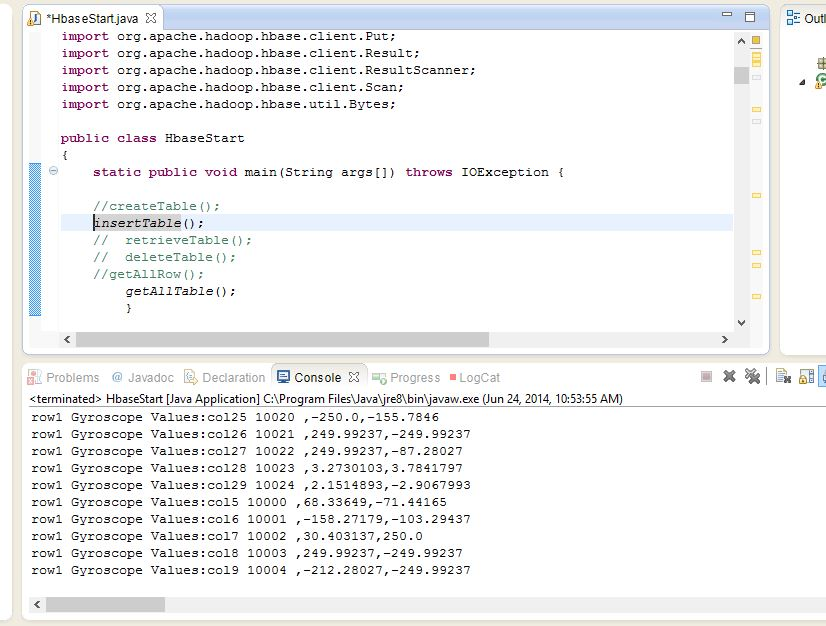 *HbaseStart.java
Outl
import org.apache.hadoop.hbase.client.Put;
import org.apache.hadoop.hbase.client.Result;
import org.apache.hadoop.hbase.client.ResultScanner;
import org.apache.hadoop.hbase.client.Scan;
import org.apache.hadoop.hbase.util.Bytes;
public class HbaseStart
{
static public void main(String args[]) throws IOException {
//createTable();
insertTable();
//  retrieveTable();
//  deleteTable();
//getAllRow();
getAllTable();
}
Problems @ Javadoc Declaration Console Progress LogCat
<terminated> HbaseStart [Java Application] C:\Program Files\Java\jre8\bin\javaw.exe (Jun 24, 2014, 10:53:55 AM)
row1 Gyroscope Values:col25 10020 ,-250.0,-155.7846
row1 Gyroscope Values:col26 10021 ,249.99237,-249.99237
row1 Gyroscope Values:col27 10022 ,249.99237,-87.28027
row1 Gyroscope Values:col28 10023 ,3.2730103,3.7841797
row1 Gyroscope Values:col29 10024 ,2.1514893,-2.9067993
row1 Gyroscope Values:col5 10000 ,68.33649,-71.44165
row1 Gyroscope Values:col6 10001 ,-158.27179,-103.29437
row1 Gyroscope Values:col7 10002 ,30.403137,250.0
row1 Gyroscope Values:col8 10003 ,249.99237,-249.99237
row1 Gyroscope Values:col9 10004 ,-212.28027,-249.99237